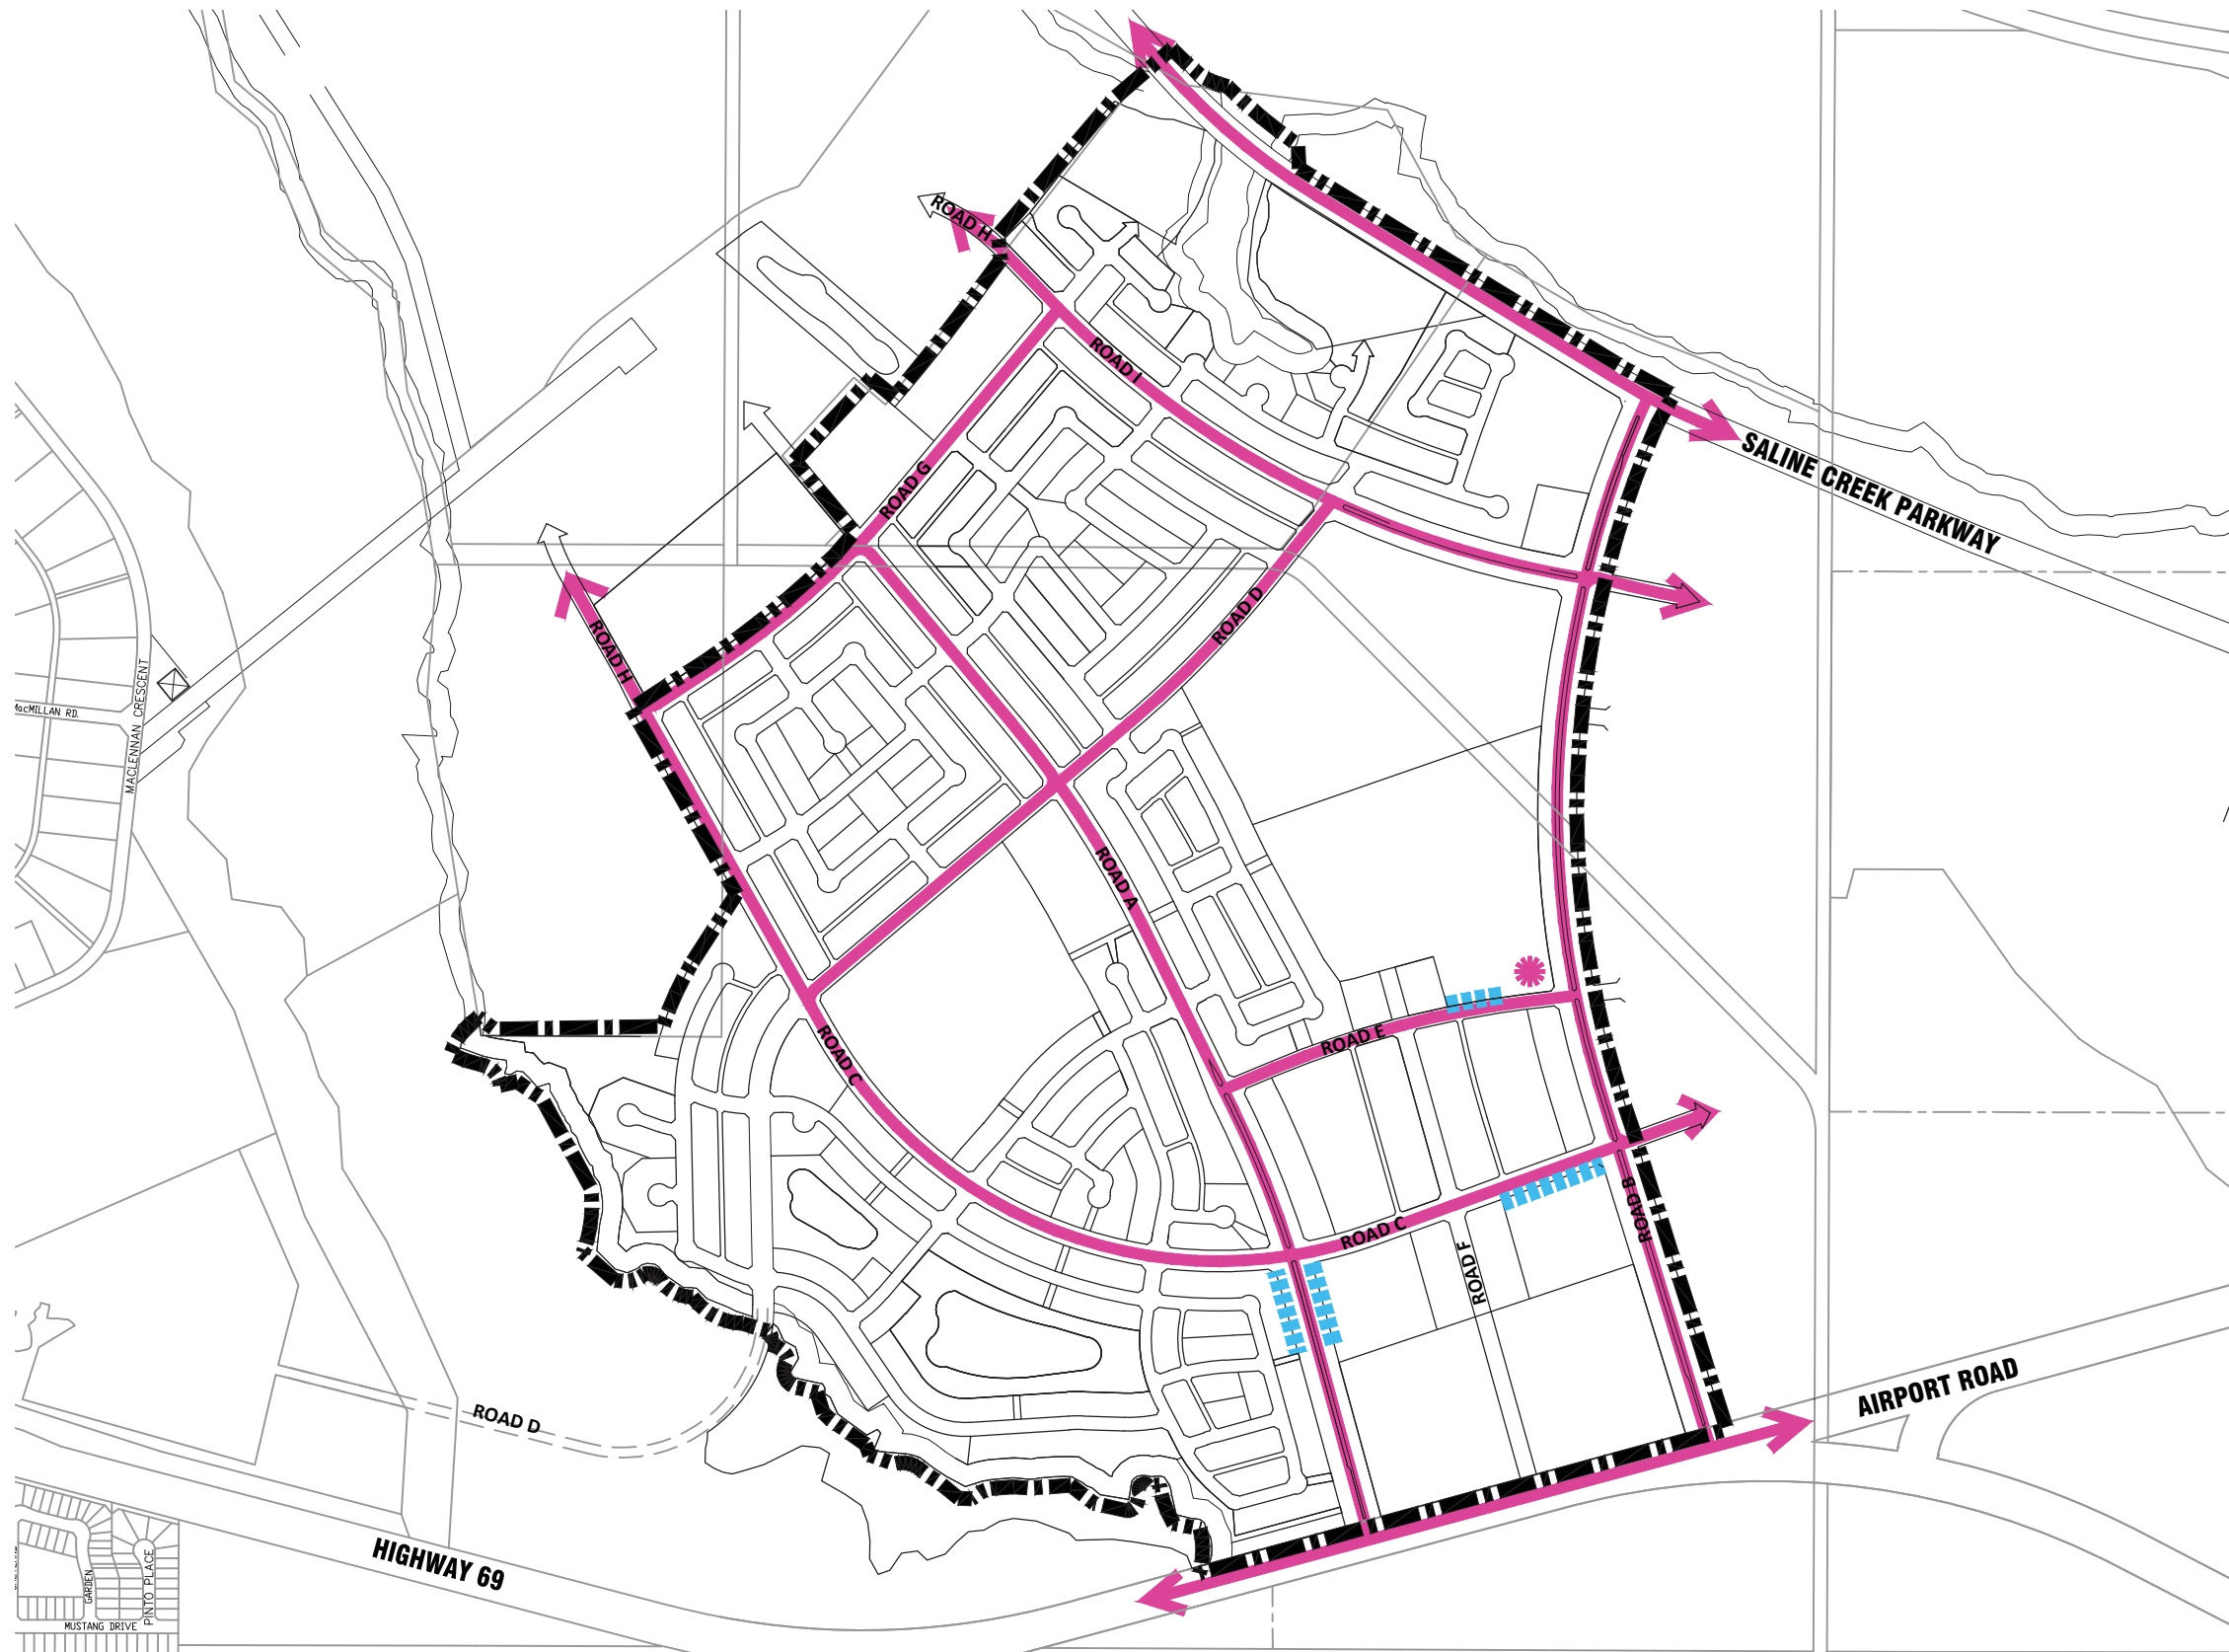 ROAD H
ROAD I
SALINE CREEK PARKWAY
ROAD G
ROAD H
ROAD D
MacMILLAN RD.
MACLENNAN CRESCENT
ROAD A
ROAD C
ROAD E
ROAD C
ROAD B
ROAD F
AIRPORT ROAD
ROAD D
HIGHWAY 69
GARDEN
PINTO PLACE
MUSTANG DRIVE